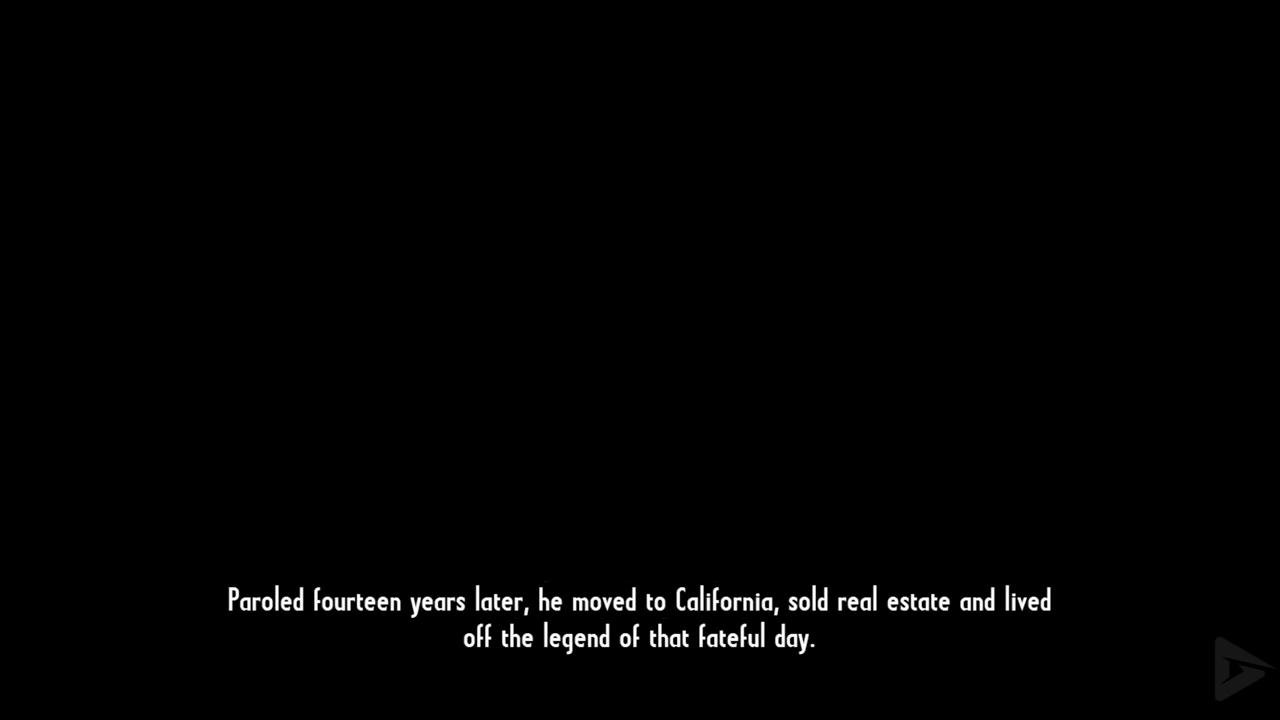 Paroled fourteen years later, he moved to California, sold real estate and lived
off the legend of that fateful day.